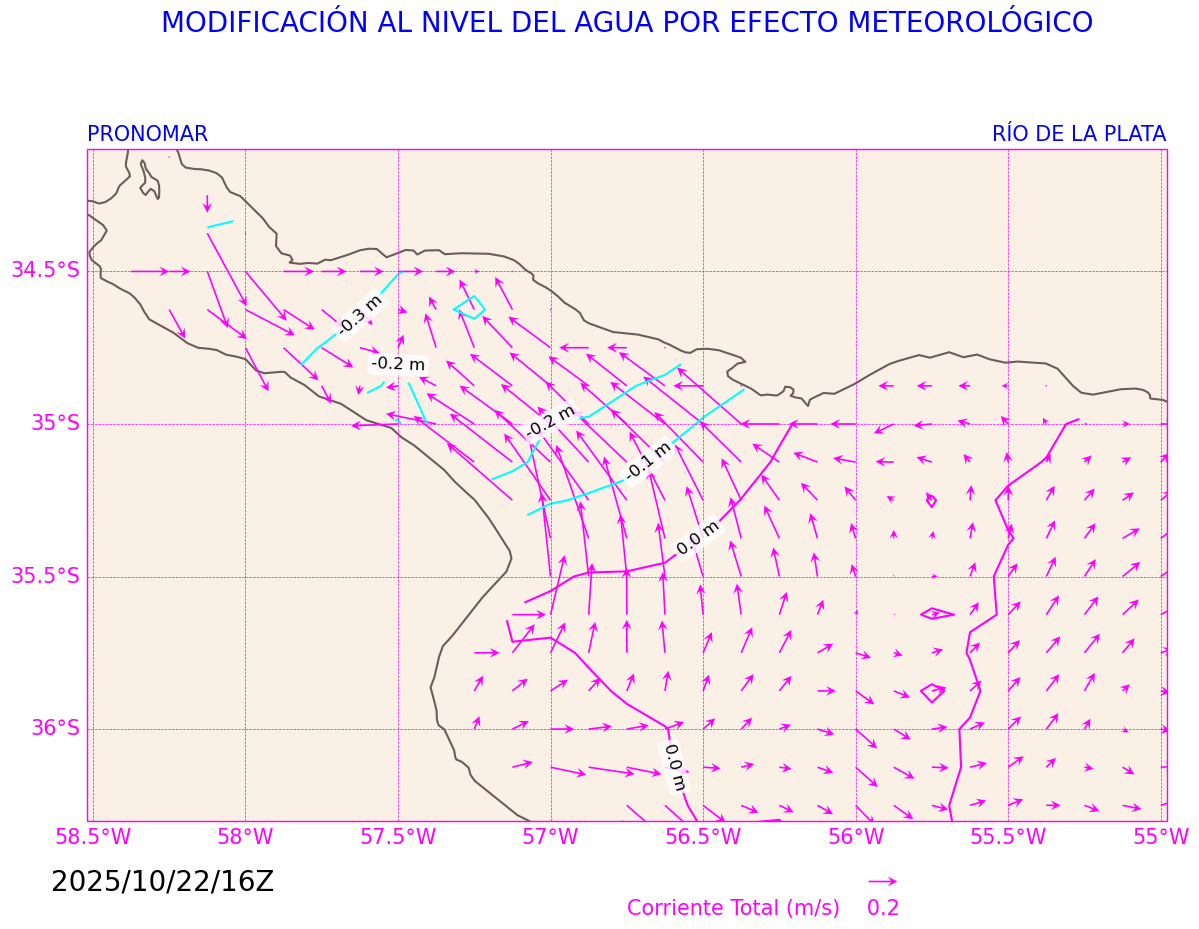 MODIFICACIÓN AL NIVEL DEL AGUA POR EFECTO METEOROLÓGICO
PRONOMAR RÍO DE LA PLATA
34.5°S
-0.3 m
-0.2 m
35°S
-0.2 m
-0.1 m
0.0 m
35.5°S
36°S
0.0 m
58.5°W 58°W 57.5°W 57°W 56.5°W 56°W 55.5°W 55°W
2025/10/22/16Z
Corriente Total (m/s) 0.2